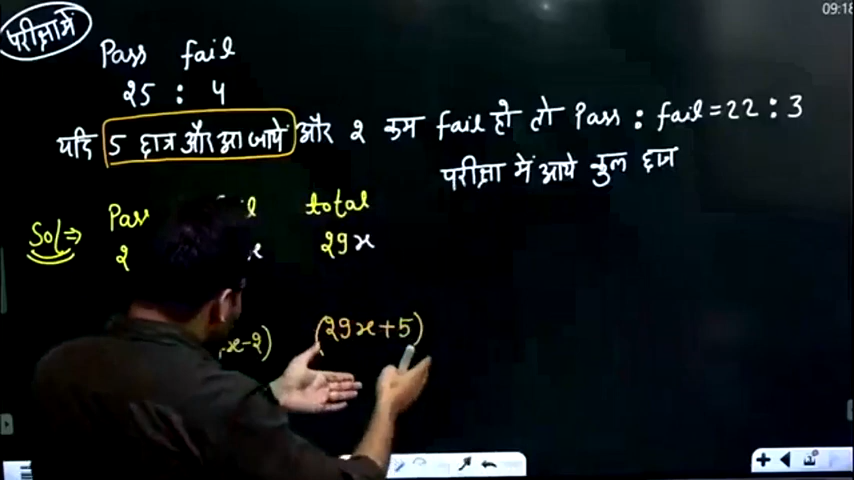 09:18
परीक्षा में
Pass fail
25 : 4
यदि 5 छात्र और आ जाये और 2 कम fail हो तो Pass : fail = 22 : 3
परीक्षा में आये कुल छात्र
Sol ⇒ Pass total
2 29x
x-2) (29x+5)